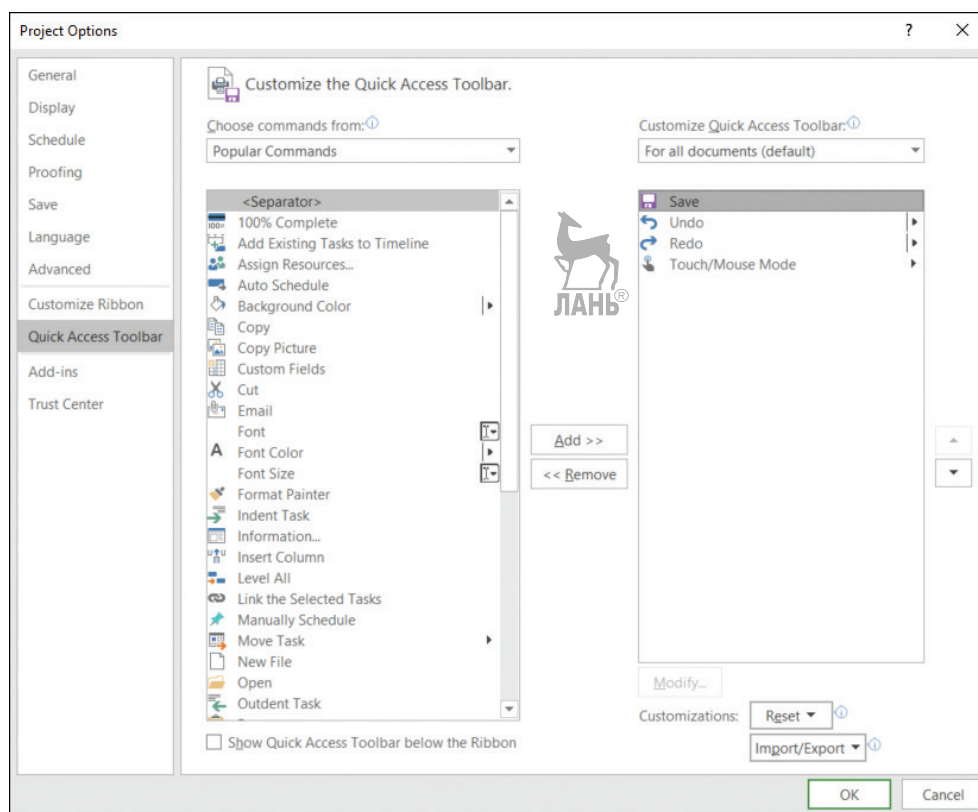 Project Options
?
General
Display
Schedule
Proofing
Save
Language
Advanced
Customize Ribbon
Quick Access Toolbar
Add-ins
Trust Center
Customize the Quick Access Toolbar.
Choose commands from:
Popular Commands
<Separator>
100% Complete
Add Existing Tasks to Timeline
Assign Resources...
Auto Schedule
Background Color
Copy
Copy Picture
Custom Fields
Cut
Email
Font
Font Color
Font Size
Format Painter
Indent Task
Information...
Insert Column
Level All
Link the Selected Tasks
Manually Schedule
Move Task
New File
Open
Outdent Task
Show Quick Access Toolbar below the Ribbon
ЛАНЬ®
Add >>
<< Remove
Customize Quick Access Toolbar:
For all documents (default)
Save
Undo
Redo
Touch/Mouse Mode
Modify...
Customizations: Reset
Import/Export
OK Cancel